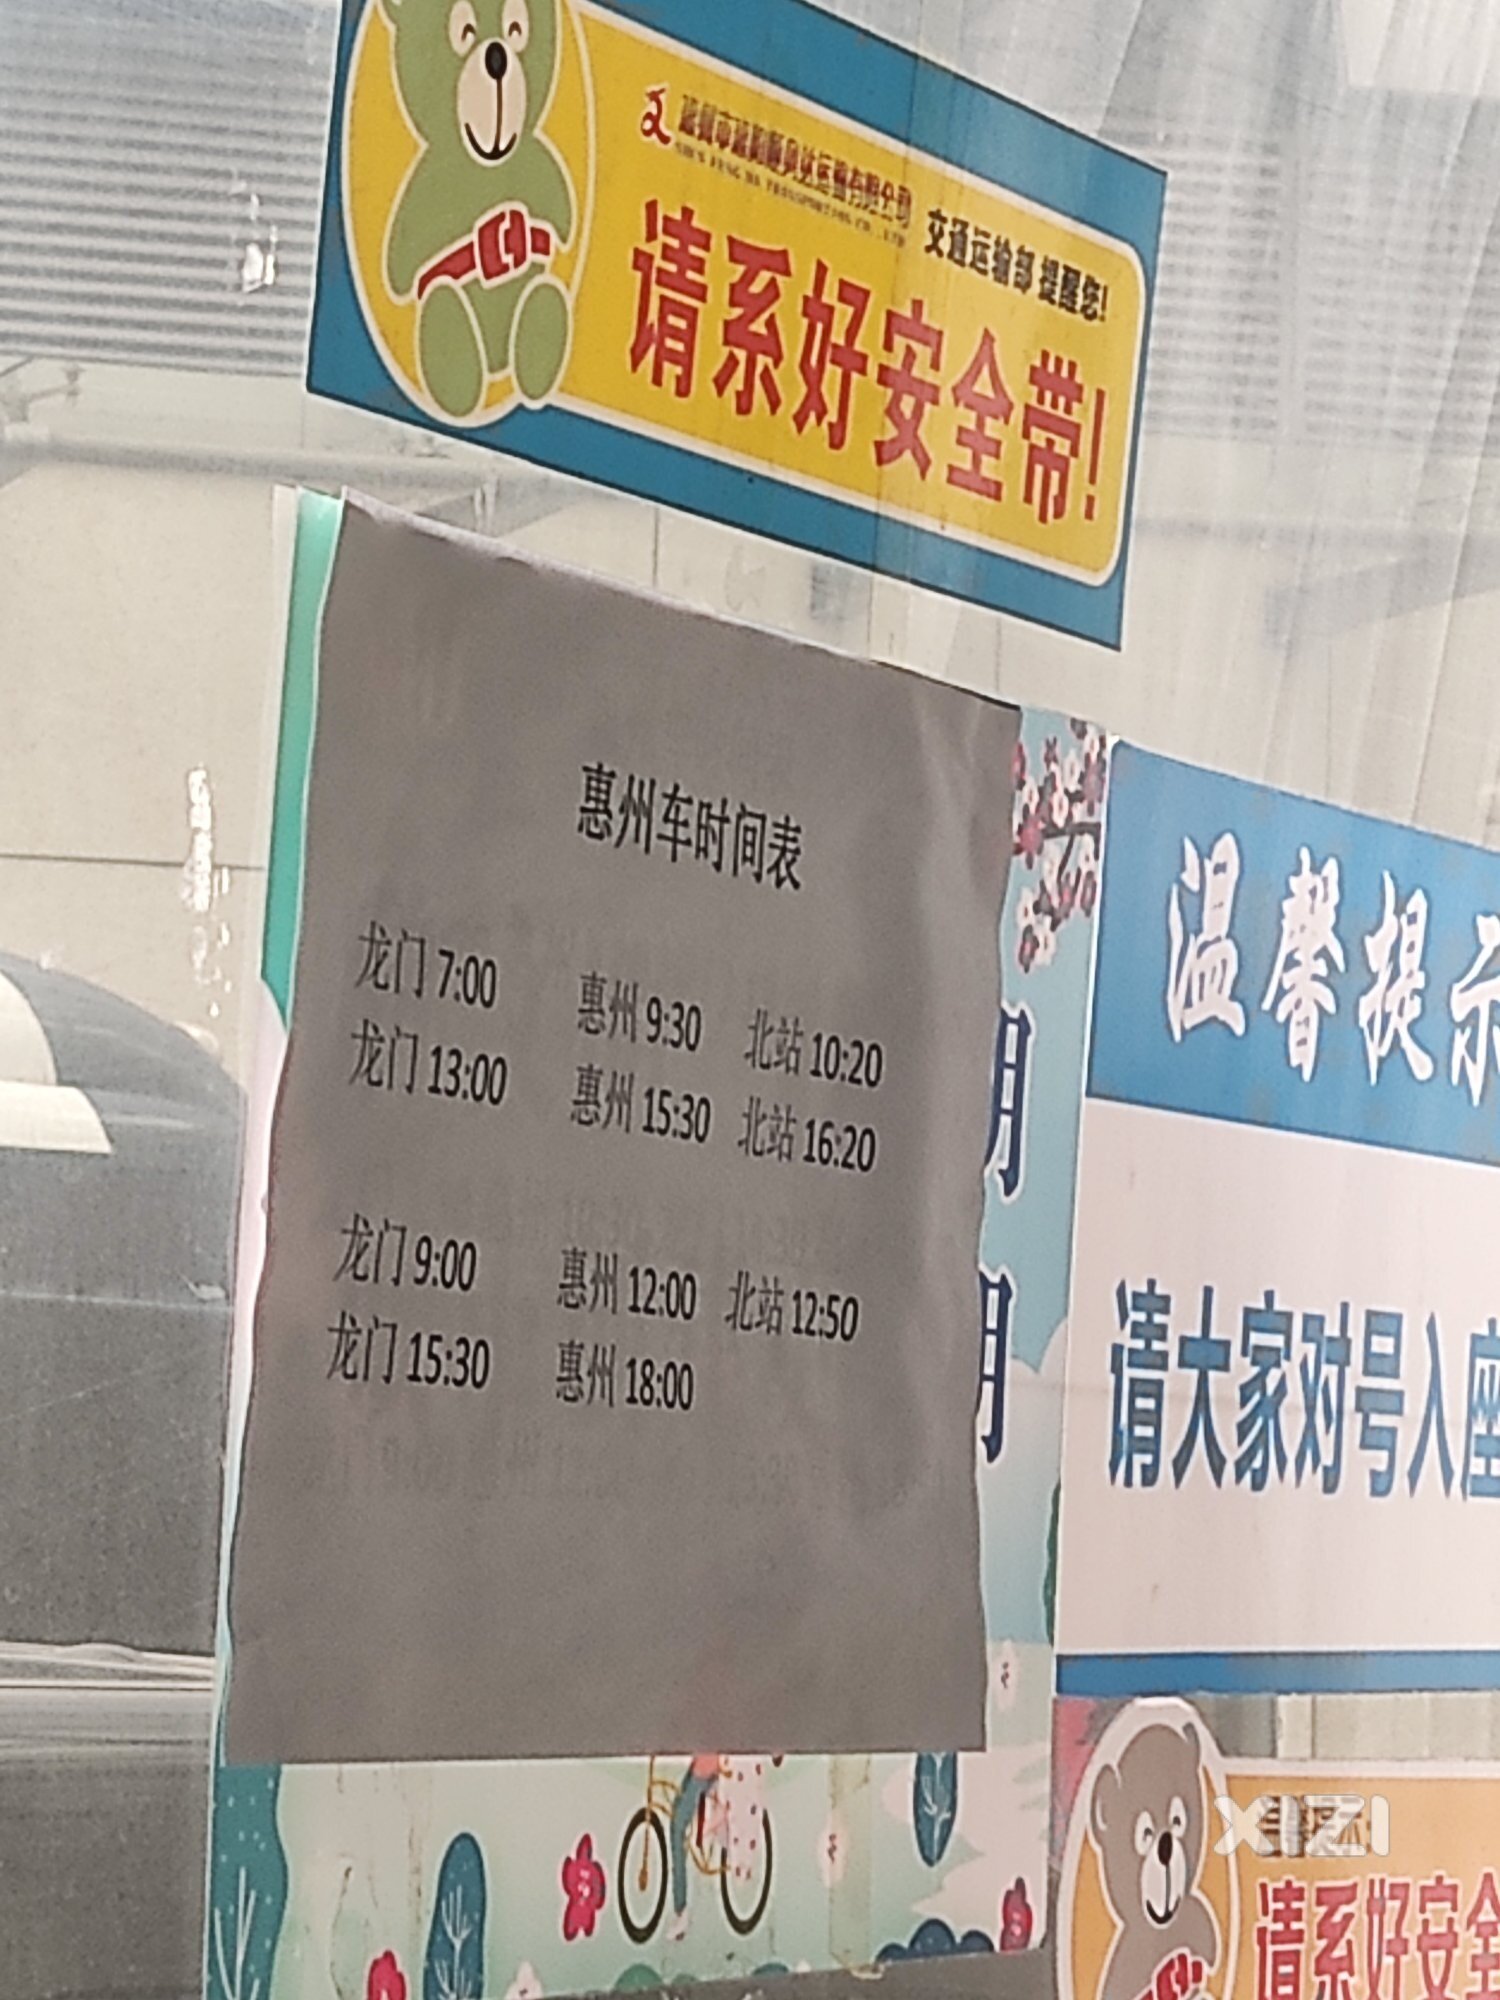 交通运输部 提醒您!
请系好安全带!
惠州车时间表
龙门 7:00 惠州 9:30 北站 10:20
龙门 13:00 惠州 15:30 北站 16:20
龙门 9:00 惠州 12:00 北站 12:50
龙门 15:30 惠州 18:00
温馨提示
请大家对号入座
请系好安全
XIZI